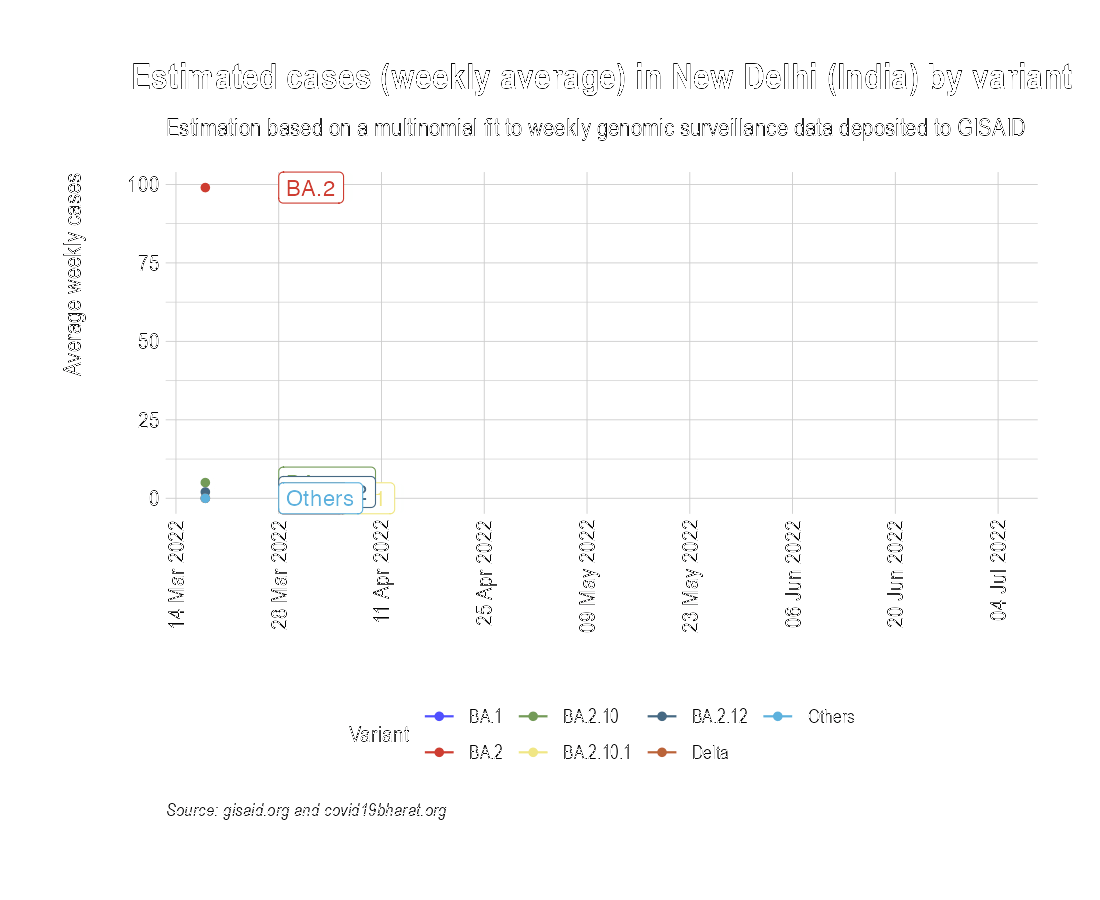 Estimated cases (weekly average) in New Delhi (India) by variant
Estimation based on a multinomial fit to weekly genomic surveillance data deposited to GISAID
Average weekly cases
100
75
50
25
0
BA.2
Others
2
1
14 Mar 2022
28 Mar 2022
11 Apr 2022
25 Apr 2022
09 May 2022
23 May 2022
06 Jun 2022
20 Jun 2022
04 Jul 2022
Variant
BA.1 BA.2.10 BA.2.12 Others
BA.2 BA.2.10.1 Delta
Source: gisaid.org and covid19bharat.org